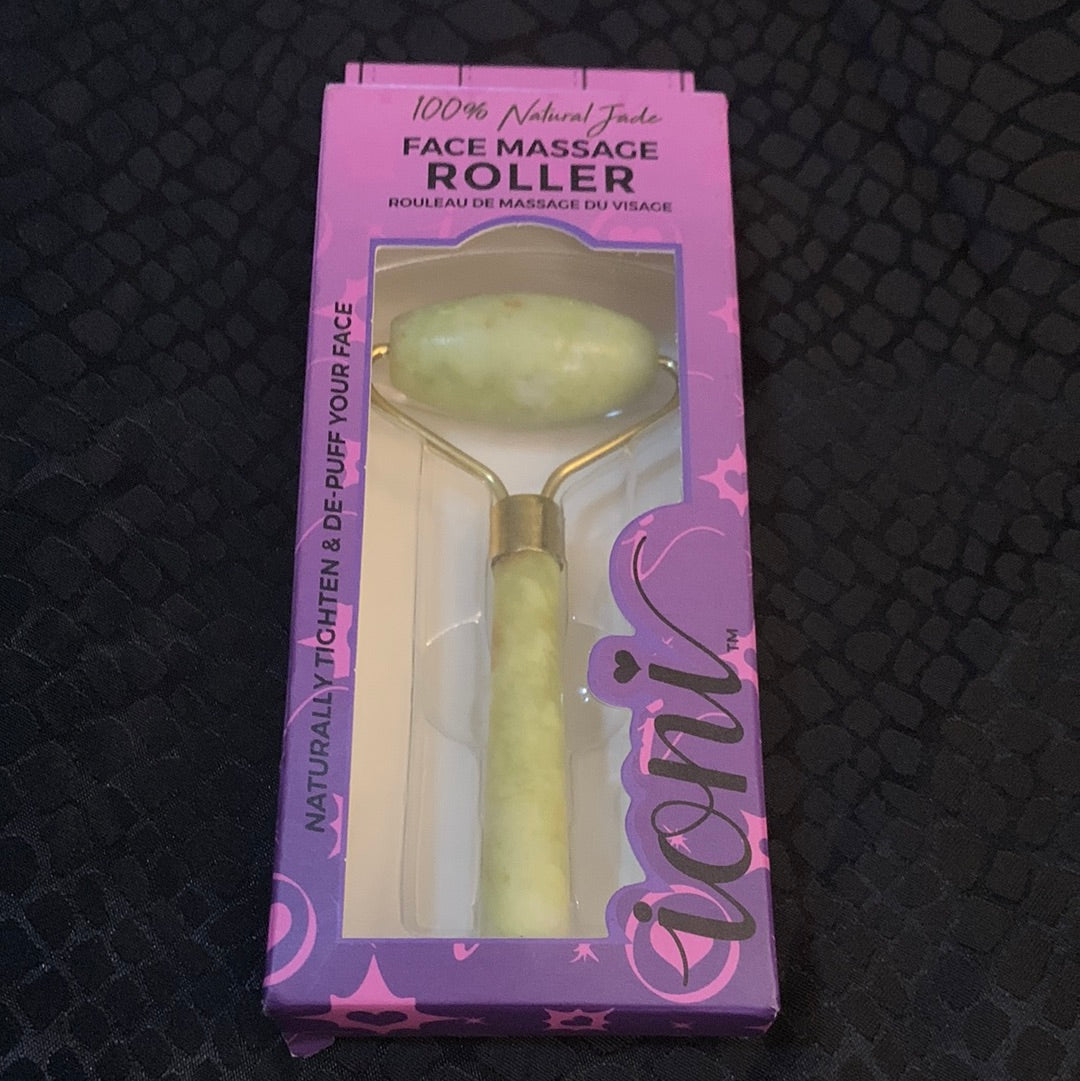 100% Natural Jade
FACE MASSAGE
ROLLER
ROULEAU DE MASSAGE DU VISAGE
NATURALLY TIGHTEN & DE-PUFF YOUR FACE
ioni™